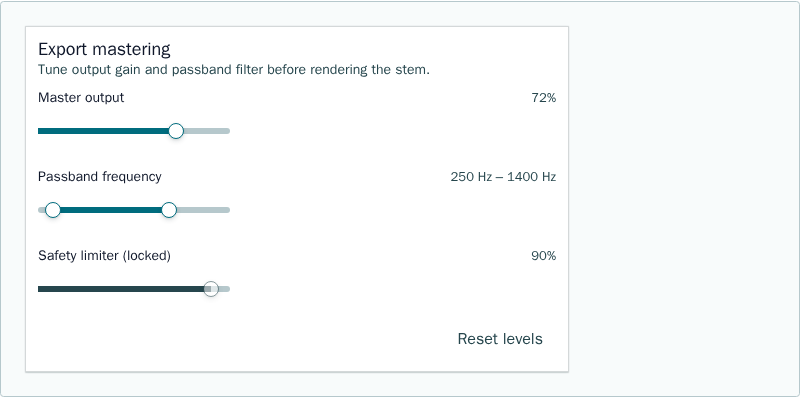 Export mastering
Tune output gain and passband filter before rendering the stem.
Master output 72%
Passband frequency 250 Hz – 1400 Hz
Safety limiter (locked) 90%
Reset levels